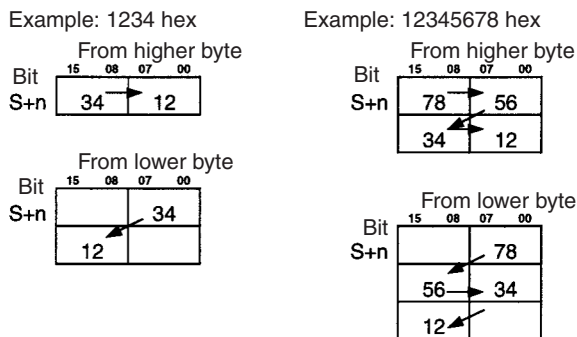 Example: 1234 hex
From higher byte
15 08 07 00
Bit
S+n 34 12
From lower byte
15 08 07 00
Bit
S+n 34
12
Example: 12345678 hex
From higher byte
15 08 07 00
Bit
S+n 78 56
34 12
From lower byte
15 08 07 00
Bit
S+n 78
56 34
12